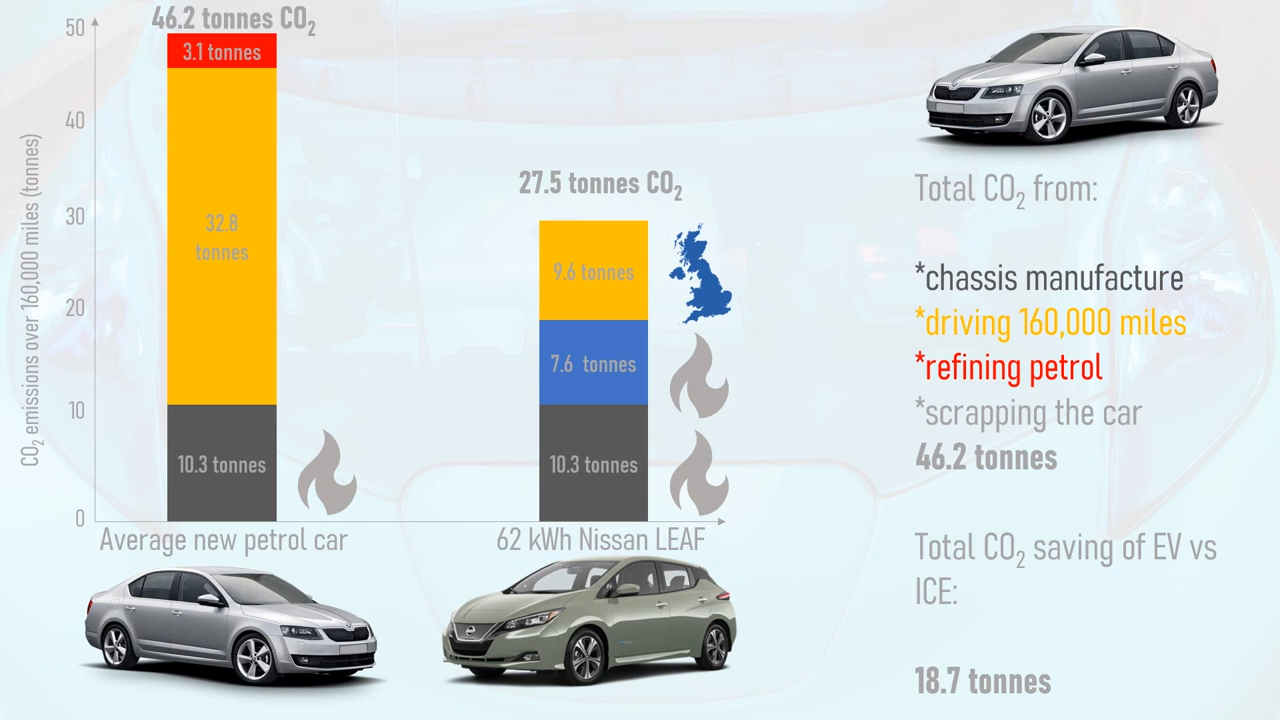 46.2 tonnes CO₂
50
40
30
20
10
0
CO₂ emissions over 160,000 miles (tonnes)
3.1 tonnes
32.8
tonnes
10.3 tonnes
Average new petrol car
27.5 tonnes CO₂
9.6 tonnes
7.6 tonnes
10.3 tonnes
62 kWh Nissan LEAF
Total CO₂ from:
*chassis manufacture
*driving 160,000 miles
*refining petrol
*scrapping the car
46.2 tonnes
Total CO₂ saving of EV vs
ICE:
18.7 tonnes